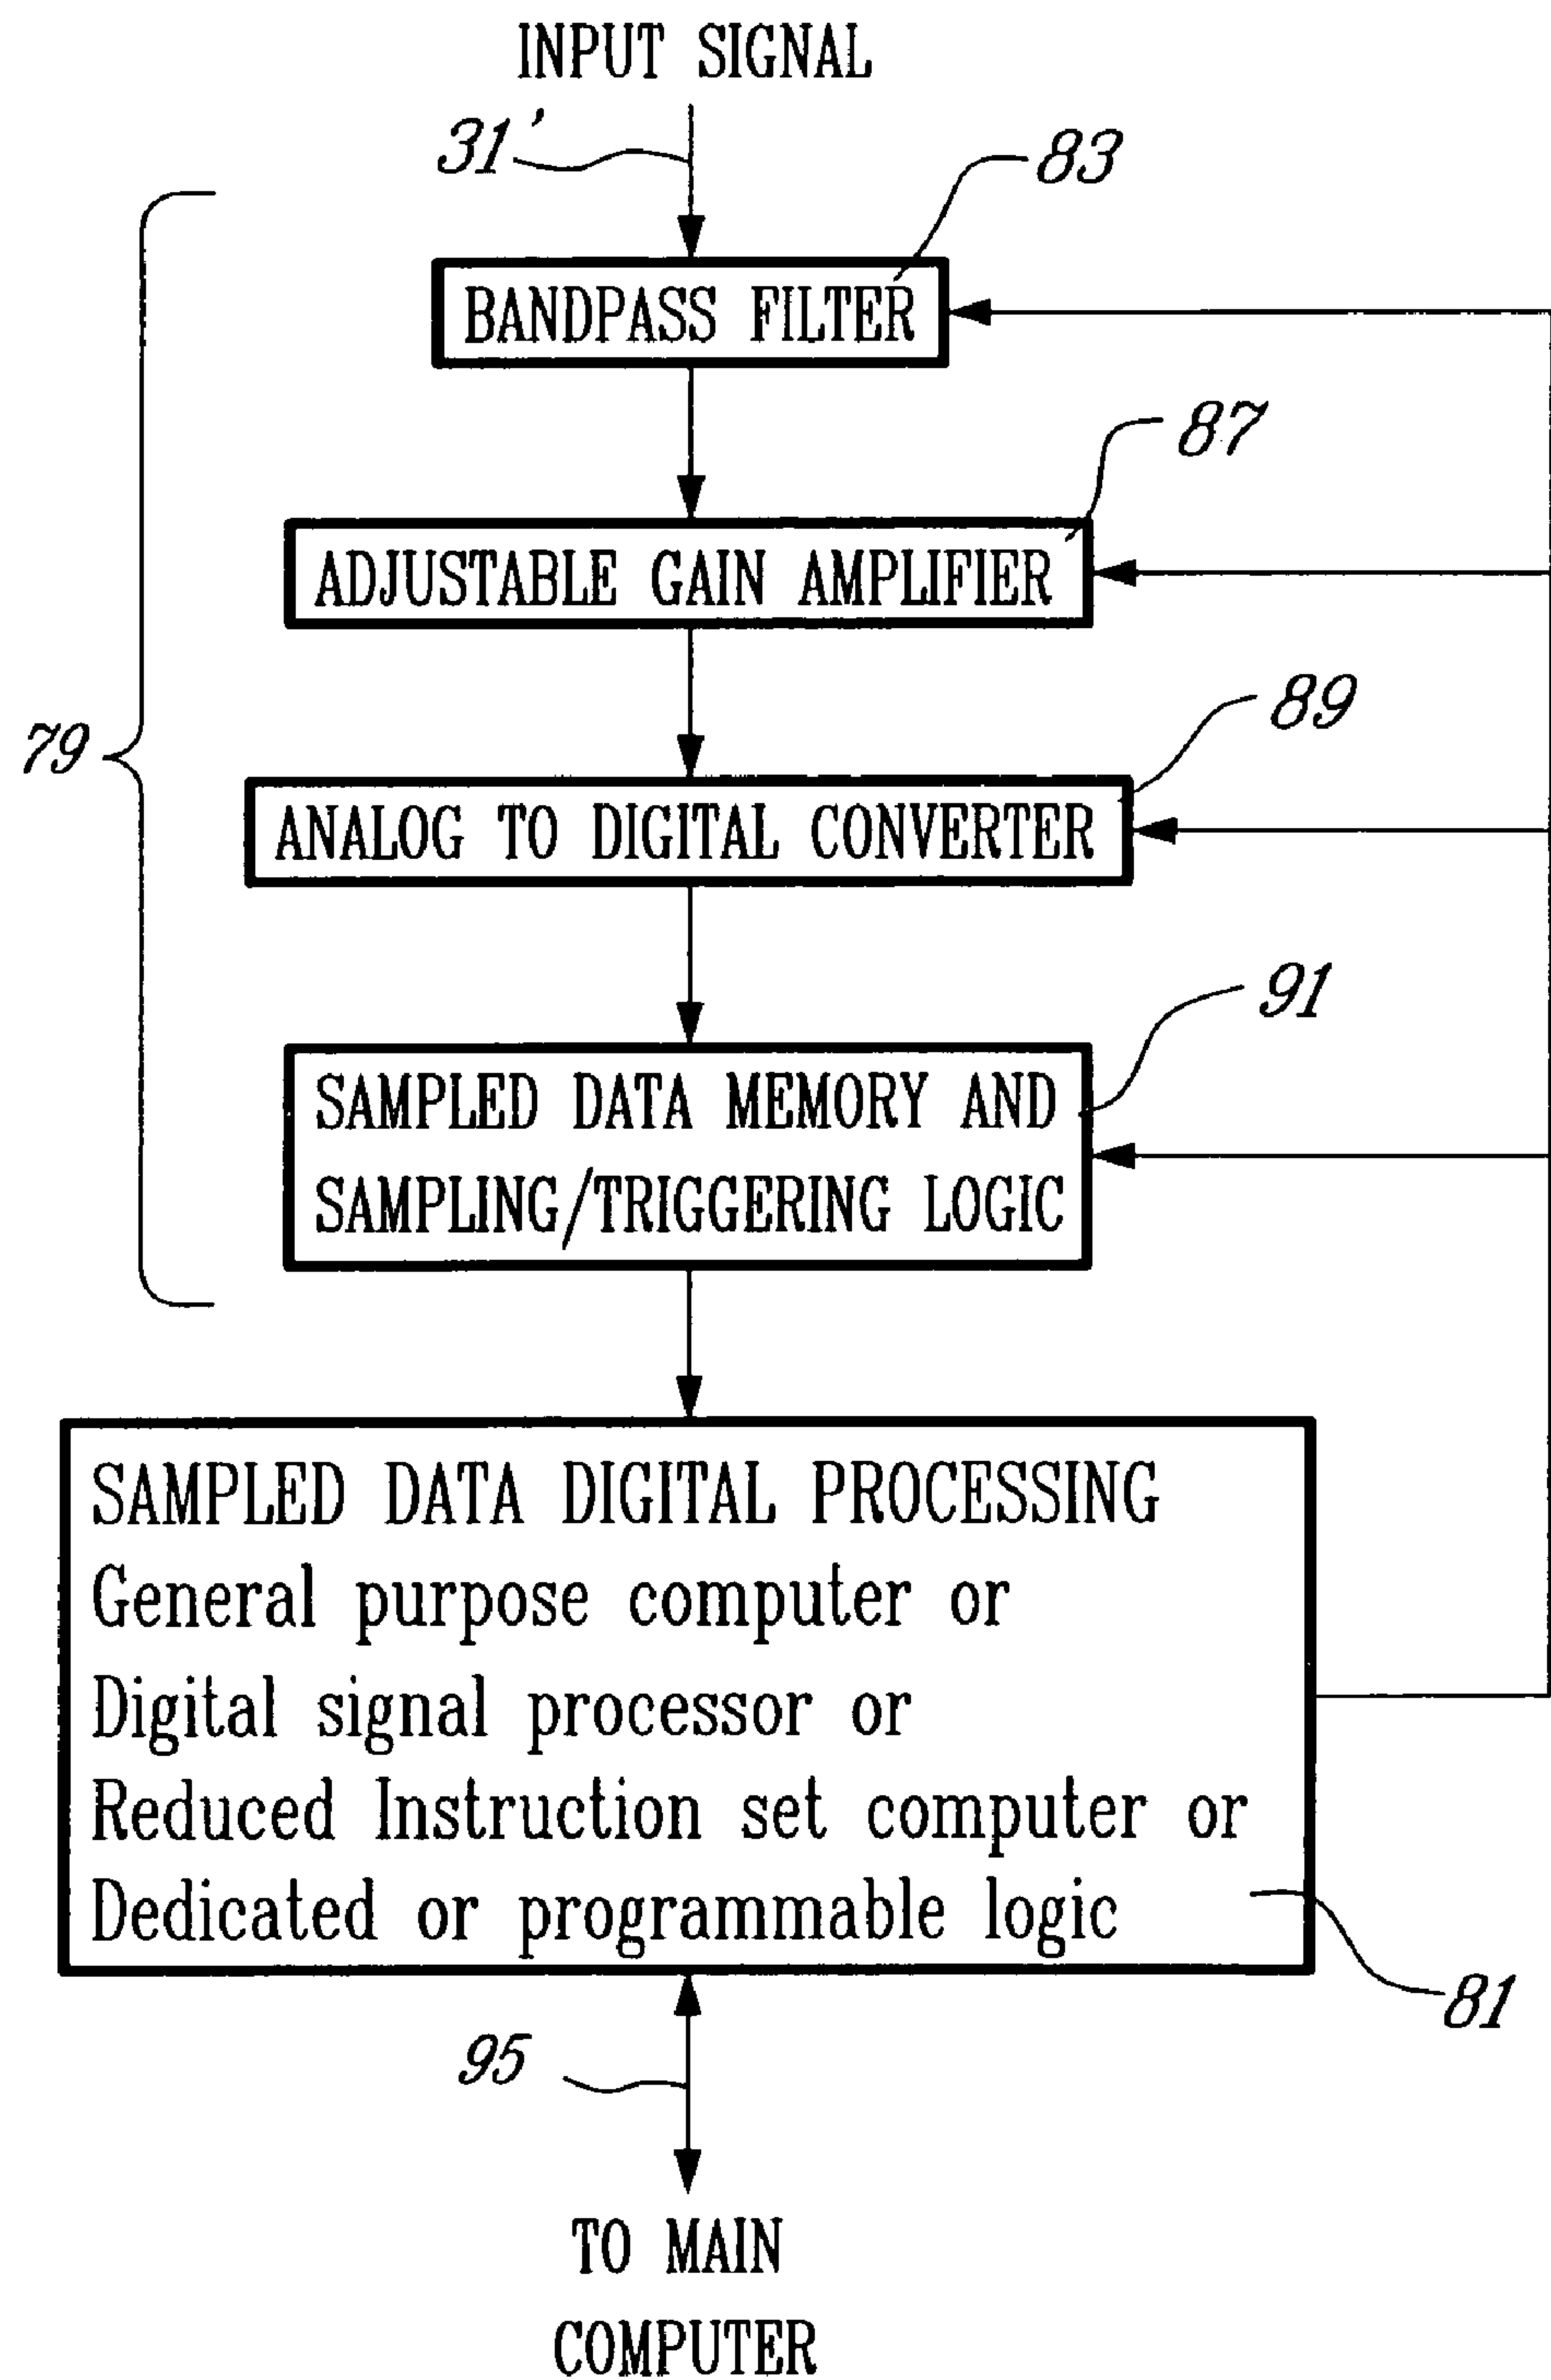 INPUT SIGNAL
31'
83
BANDPASS FILTER
87
ADJUSTABLE GAIN AMPLIFIER
79
89
ANALOG TO DIGITAL CONVERTER
91
SAMPLED DATA MEMORY AND
SAMPLING/TRIGGERING LOGIC
SAMPLED DATA DIGITAL PROCESSING
General purpose computer or
Digital signal processor or
Reduced Instruction set computer or
Dedicated or programmable logic
81
95
TO MAIN
COMPUTER